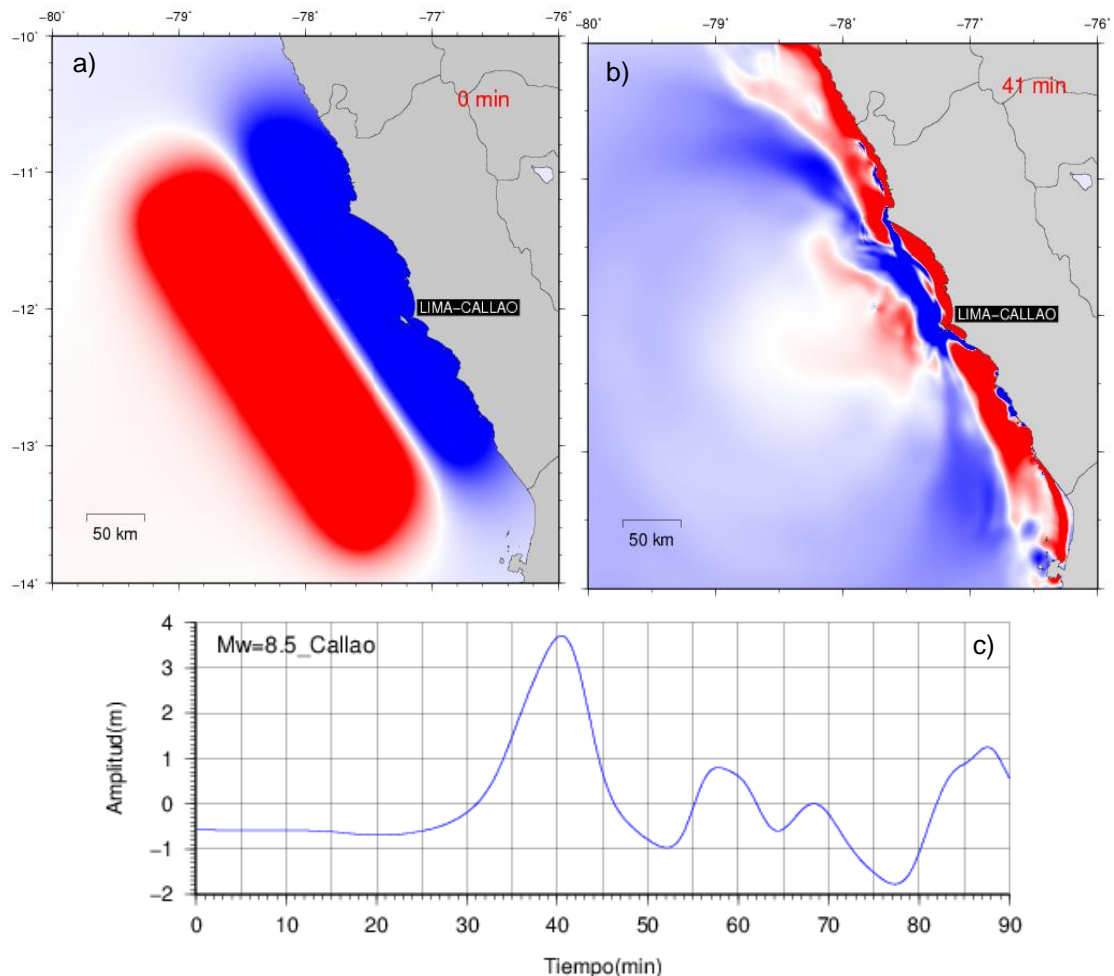 −80˚ −79˚ −78˚ −77˚ −76˚
−10˚
−11˚
−12˚
−13˚
−14˚
a)
0 min
LIMA−CALLAO
50 km
−80˚ −79˚ −78˚ −77˚ −76˚
b)
41 min
LIMA−CALLAO
50 km
4
3
2
1
0
−1
−2
Amplitud(m)
Mw=8.5_Callao
c)
0 10 20 30 40 50 60 70 80 90
Tiempo(min)